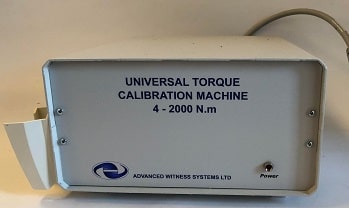 UNIVERSAL TORQUE
CALIBRATION MACHINE
4 - 2000 N.m
ADVANCED WITNESS SYSTEMS LTD
Power